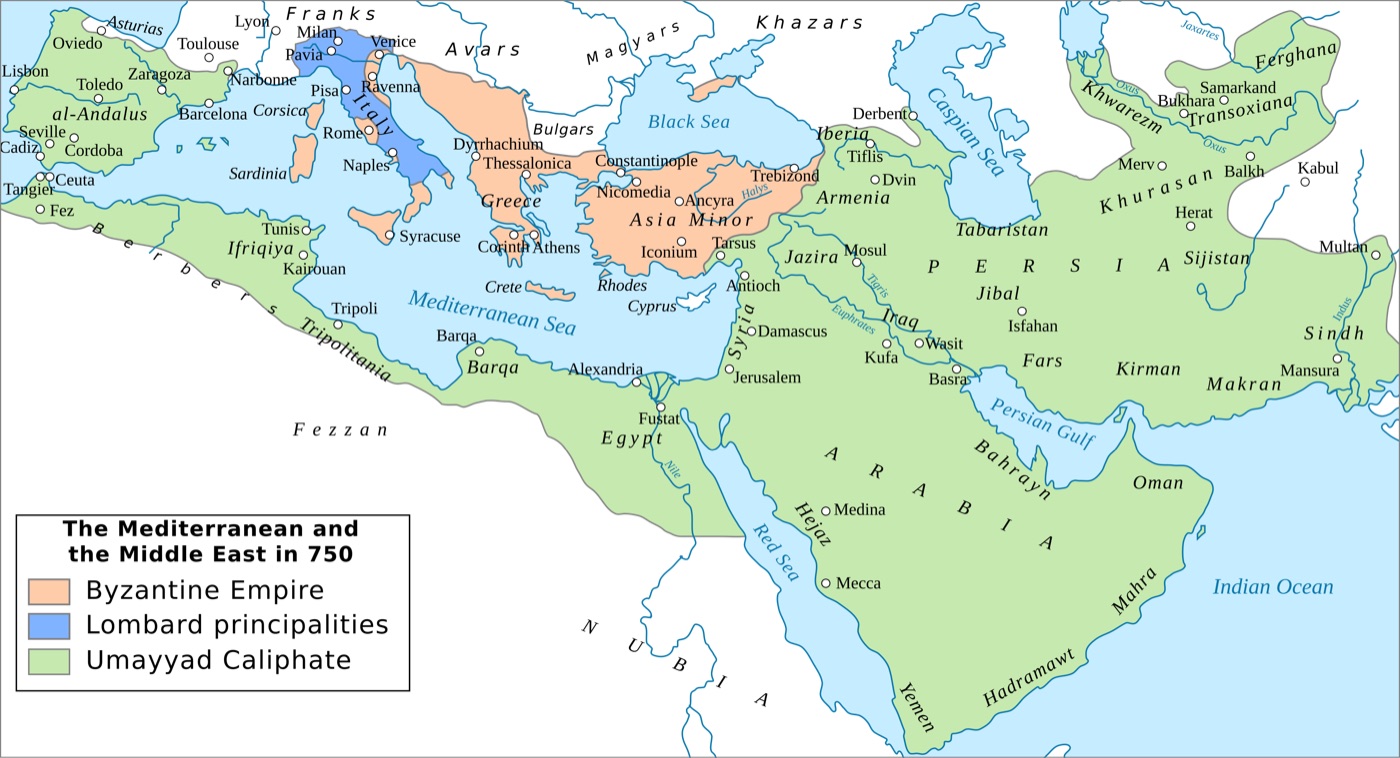 Franks
Khazars
Lyon
Asturias
Milan
Magyars
Jaxartes
Oviedo
Toulouse
Venice
Avars
Pavia
Ferghana
Lisbon
Zaragoza
Narbonne
Toledo
Pisa
Ravenna
Oxus
Samarkand
Khwarezm
Bukhara
Transoxiana
al-Andalus
Barcelona
Corsica
Italy
Black Sea
Caspian Sea
Derbent
Seville
Rome
Bulgars
Iberia
Cadiz
Cordoba
Dyrrhachium
Tiflis
Oxus
Naples
Thessalonica
Constantinople
Merv
Balkh
Kabul
Sardinia
Trebizond
Dvin
Tangier
Ceuta
Nicomedia
Halys
Khurasan
Greece
Ancyra
Armenia
Fez
Asia Minor
Herat
Berbers
Tunis
Syracuse
Tabaristan
Ifriqiya
Corinth
Athens
Iconium
Tarsus
Mosul
Multan
Kairouan
Jazira
PERSIA
Sijistan
Crete
Rhodes
Antioch
Tigris
Jibal
Mediterranean Sea
Cyprus
Indus
Tripoli
Syria
Euphrates
Iraq
Isfahan
Tripolitania
Barqa
Damascus
Wasit
Sindh
Barqa
Kufa
Fars
Alexandria
Jerusalem
Basra
Kirman
Makran
Mansura
Fustat
Persian Gulf
Fezzan
Egypt
ARABIA
Bahrayn
Nile
Oman
Medina
Hejaz
Red Sea
Mecca
Mahra
Indian Ocean
NUBIA
Hadramawt
Yemen
The Mediterranean and
the Middle East in 750
Byzantine Empire
Lombard principalities
Umayyad Caliphate